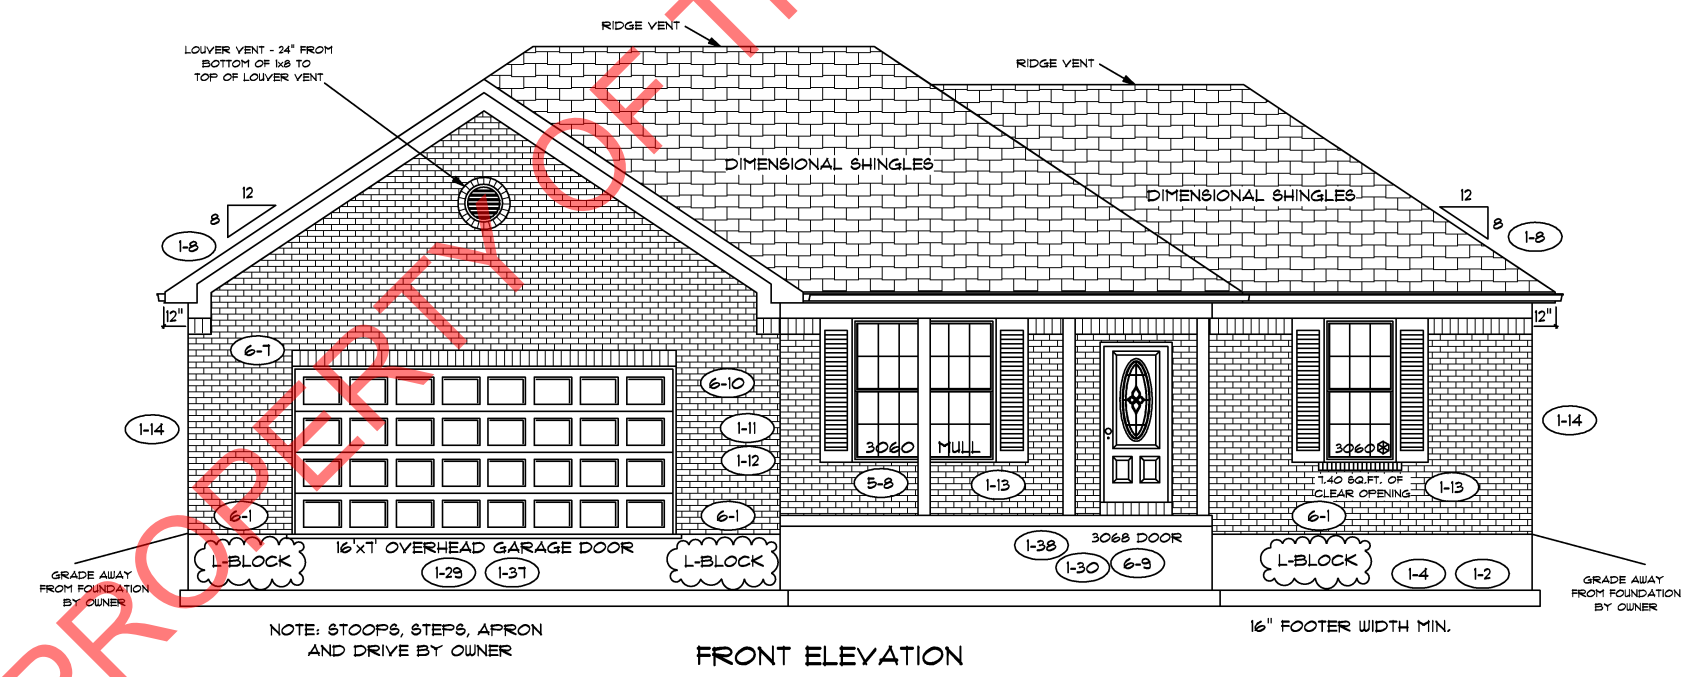 RIDGE VENT
LOUVER VENT - 24" FROM
BOTTOM OF 1x8 TO
TOP OF LOUVER VENT
RIDGE VENT
DIMENSIONAL SHINGLES
DIMENSIONAL SHINGLES
12
8
1-8
12
8
1-8
12"
12"
6-7
6-10
1-14
1-11
1-12
1-14
3060 MULL
3060
5-8
1-13
7.40 SQ.FT. OF
CLEAR OPENING
1-13
6-1
6-1
6-1
16'x7' OVERHEAD GARAGE DOOR
L-BLOCK
L-BLOCK
L-BLOCK
1-29
1-37
1-38
3068 DOOR
1-30
6-9
1-4
1-2
GRADE AWAY
FROM FOUNDATION
BY OWNER
GRADE AWAY
FROM FOUNDATION
BY OWNER
NOTE: STOOPS, STEPS, APRON
AND DRIVE BY OWNER
16" FOOTER WIDTH MIN.
FRONT ELEVATION
PROPERTY OF